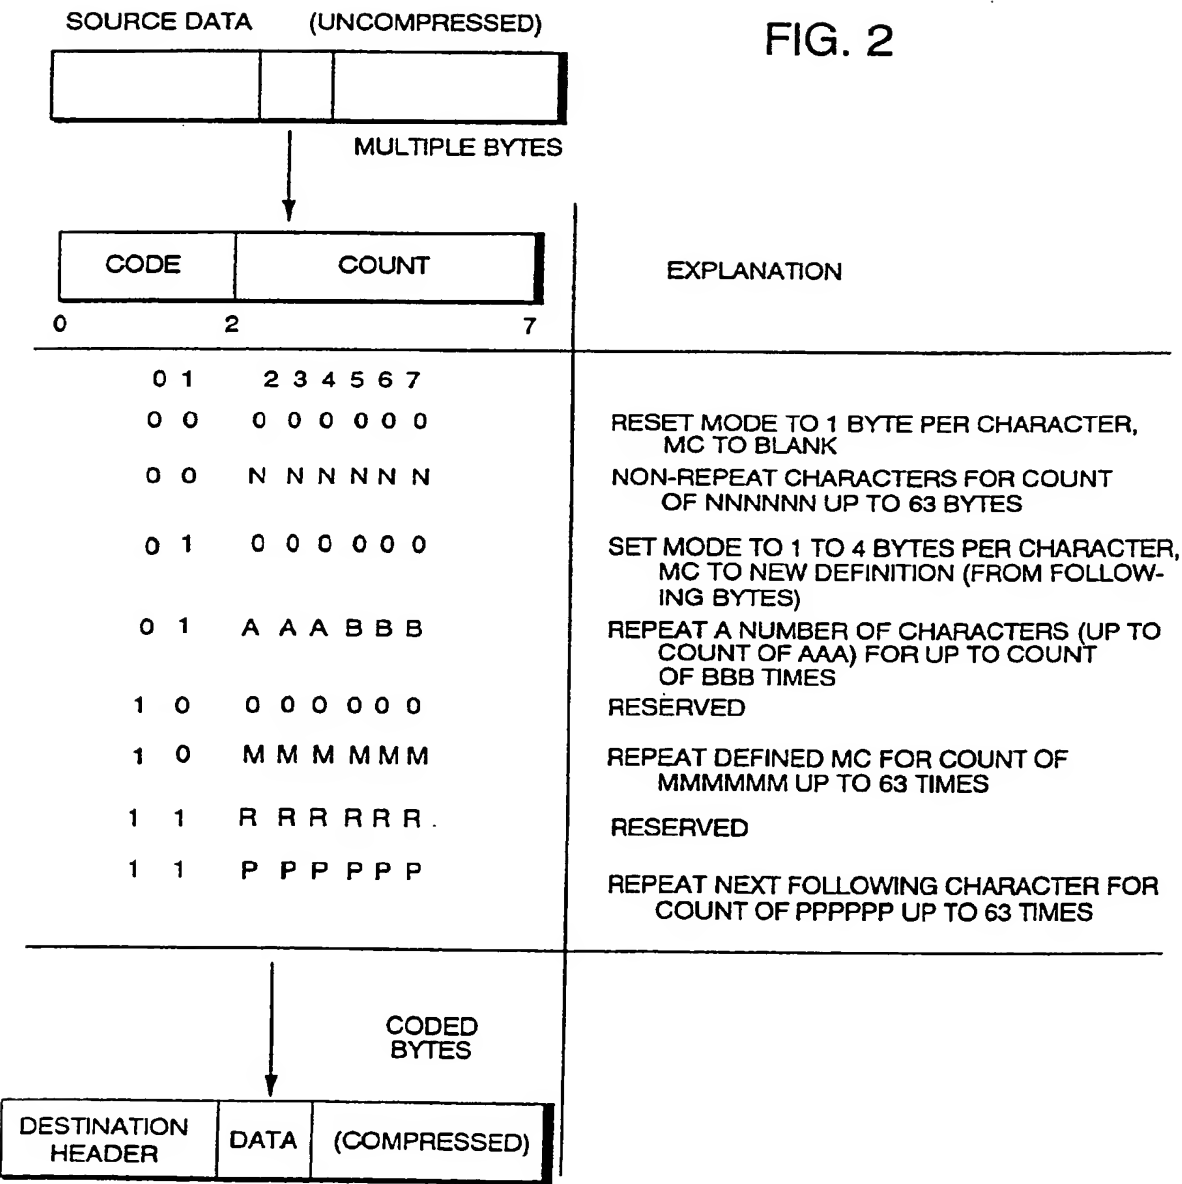 SOURCE DATA (UNCOMPRESSED)
FIG. 2
MULTIPLE BYTES
CODE COUNT
EXPLANATION
0 2 7
0 1 2 3 4 5 6 7
0 0 0 0 0 0 0 0
RESET MODE TO 1 BYTE PER CHARACTER,
MC TO BLANK
0 0 N N N N N N
NON-REPEAT CHARACTERS FOR COUNT
OF NNNNNN UP TO 63 BYTES
0 1 0 0 0 0 0 0
SET MODE TO 1 TO 4 BYTES PER CHARACTER,
MC TO NEW DEFINITION (FROM FOLLOW-
ING BYTES)
0 1 A A A B B B
REPEAT A NUMBER OF CHARACTERS (UP TO
COUNT OF AAA) FOR UP TO COUNT
OF BBB TIMES
1 0 0 0 0 0 0 0
RESERVED
1 0 M M M M M M
REPEAT DEFINED MC FOR COUNT OF
MMMMMM UP TO 63 TIMES
1 1 R R R R R R
RESERVED
1 1 P P P P P P
REPEAT NEXT FOLLOWING CHARACTER FOR
COUNT OF PPPPPP UP TO 63 TIMES
CODED
BYTES
DESTINATION
HEADER
DATA
(COMPRESSED)